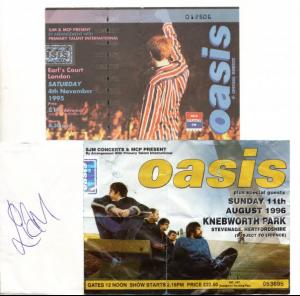 SJM & MCP PRESENT
BY ARRANGEMENT WITH
PRIMARY TALENT INTERNATIONAL
oasis
Earl's Court
London
SATURDAY
4th November
1995
oasis
SJM CONCERTS & MCP PRESENT
By Arrangement With Primary Talent International
oasis
plus special guests
SUNDAY 11th
AUGUST 1996
KNEBWORTH PARK
STEVENAGE, HERTFORDSHIRE
(SUBJECT TO LICENCE)
GATES 12 NOON SHOW STARTS 2.15PM PRICE £22.50
053695